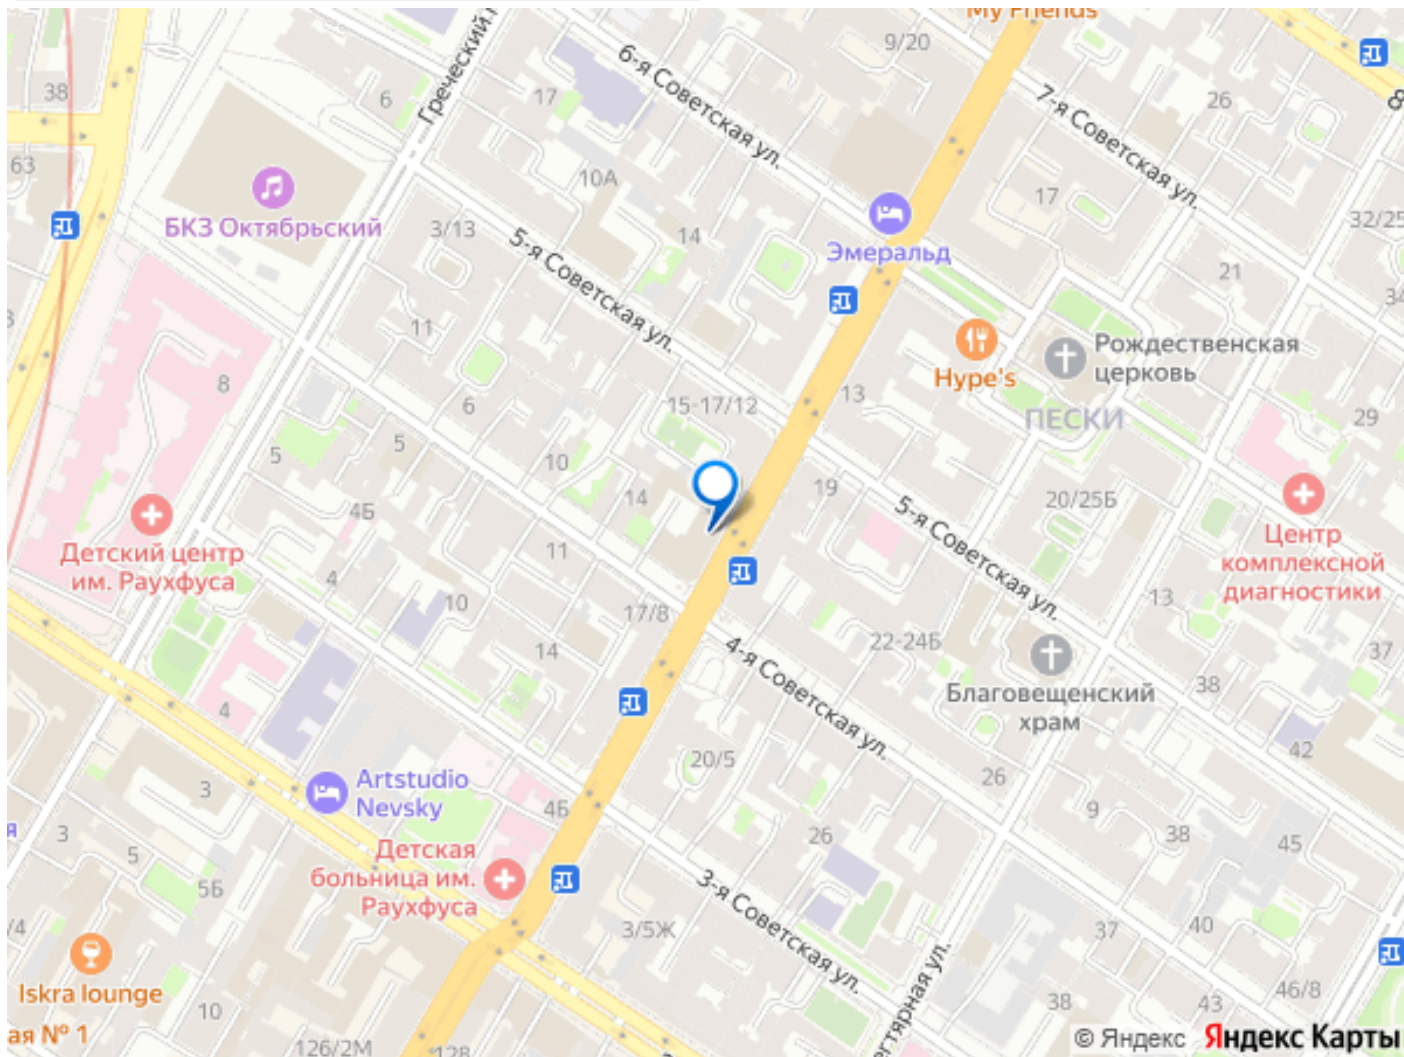 My Friends
9/20
6-я Советская ул.
Греческий
38
6
17
7-я Советская ул.
26
8
63
10А
17
БКЗ Октябрьский
3/13
14
5-я Советская ул.
Эмеральд
32/25
21
34
11
Hype's
Рождественская
церковь
ПЕСКИ
8
6
15-17/12
13
29
5
5
10
14
19
5-я Советская ул.
20/25Б
4Б
Детский центр
им. Раухфуса
11
Центр
комплексной
диагностики
4
10
17/8
13
14
4-я Советская ул.
22-24Б
37
Благовещенский
храм
38
4
42
20/5
26
Artstudio
Nevsky
3
4Б
9
38
3
5
26
45
Детская
больница им.
Раухфуса
5Б
3-я Советская ул.
/4
3/5Ж
37
40
Iskra lounge
10
38
43
46/8
ая № 1
126/2М
128
© Яндекс
Яндекс Карты